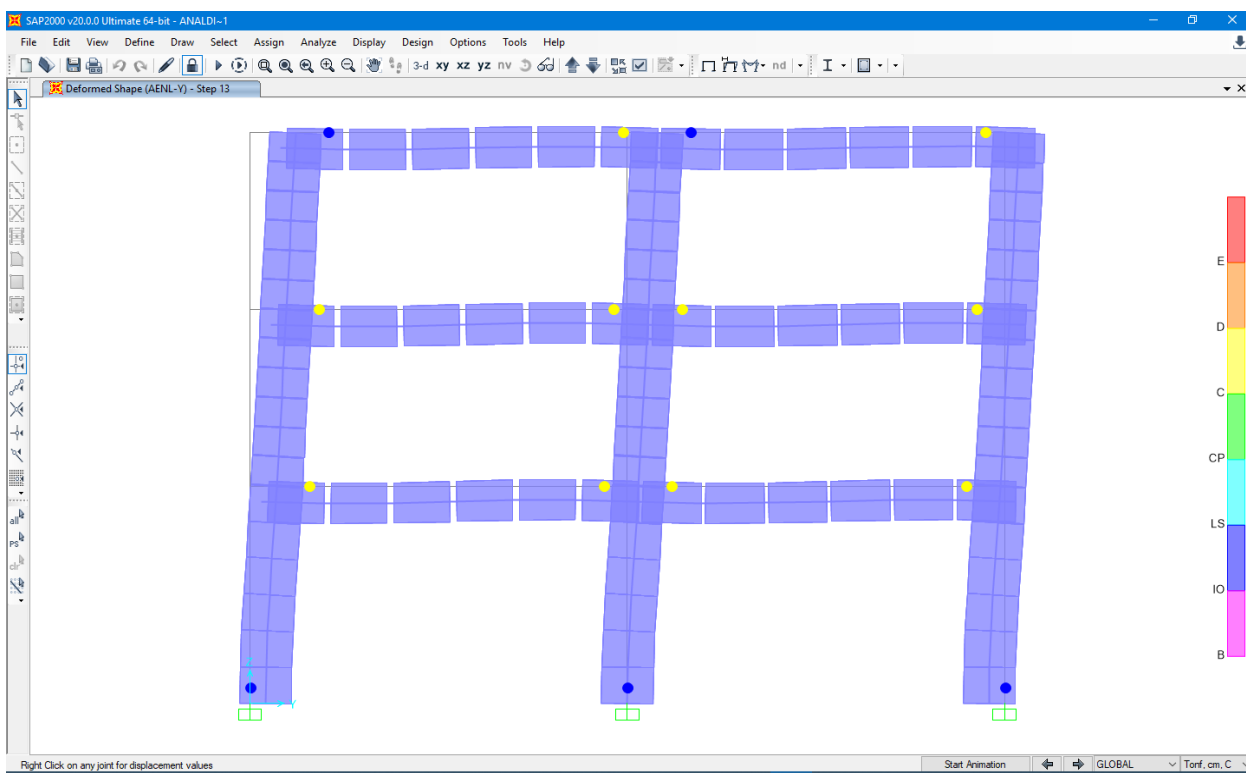 SAP2000 v20.0.0 Ultimate 64-bit - ANALDI~1
File Edit View Define Draw Select Assign Analyze Display Design Options Tools Help
3-d xy xz yz nv nd
Deformed Shape (AENL-Y) - Step 13
E
D
C
CP
LS
IO
B
all
PS
clr
Y
Right Click on any joint for displacement values
Start Animation
GLOBAL
Tonf, cm, C